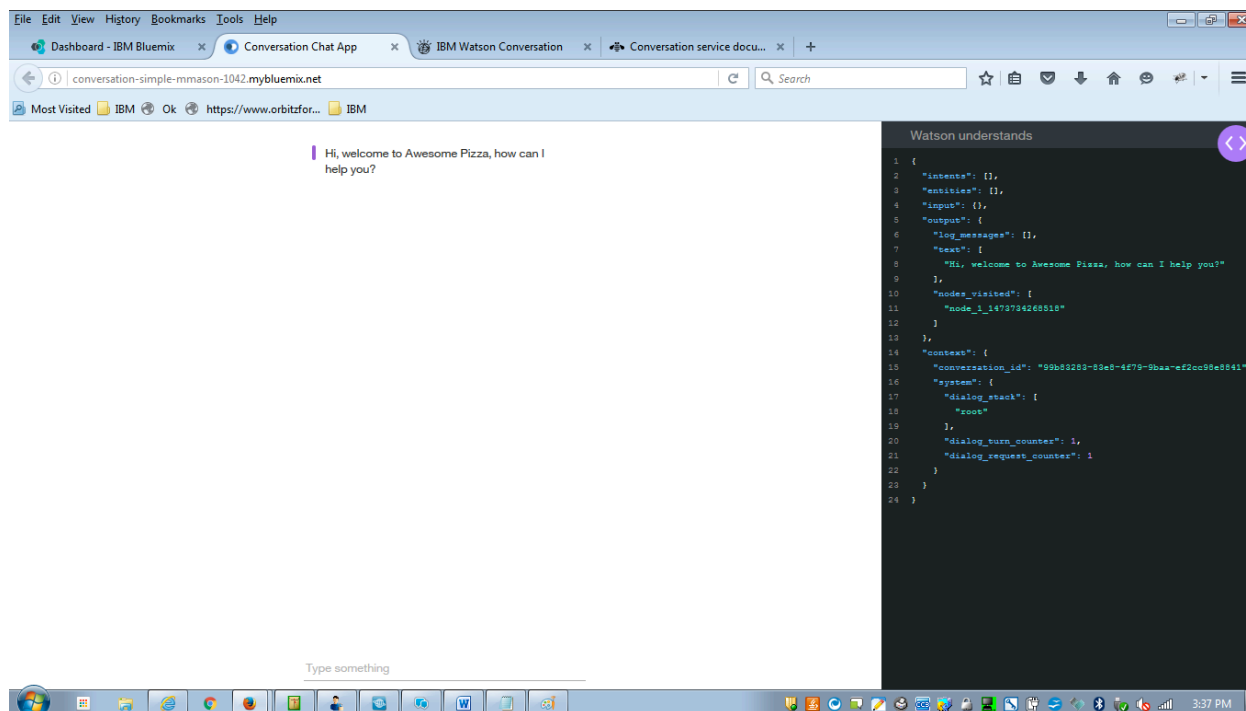 File Edit View History Bookmarks Tools Help
Dashboard - IBM Bluemix
Conversation Chat App
IBM Watson Conversation
Conversation service docu...
conversation-simple-mmason-1042.mybluemix.net
Search
Most Visited IBM Ok https://www.orbitzfor... IBM
Hi, welcome to Awesome Pizza, how can I
help you?
Type something
Watson understands
1 {
2 "intents": [],
3 "entities": [],
4 "input": {},
5 "output": {
6 "log_messages": [],
7 "text": [
8 "Hi, welcome to Awesome Pizza, how can I help you?"
9 ],
10 "nodes_visited": [
11 "node_1_1473734268518"
12 ]
13 },
14 "context": {
15 "conversation_id": "99b83283-83e8-4f79-9baa-ef2cc98e8841"
16 "system": {
17 "dialog_stack": [
18 "root"
19 ],
20 "dialog_turn_counter": 1,
21 "dialog_request_counter": 1
22 }
23 }
24 }
3:37 PM